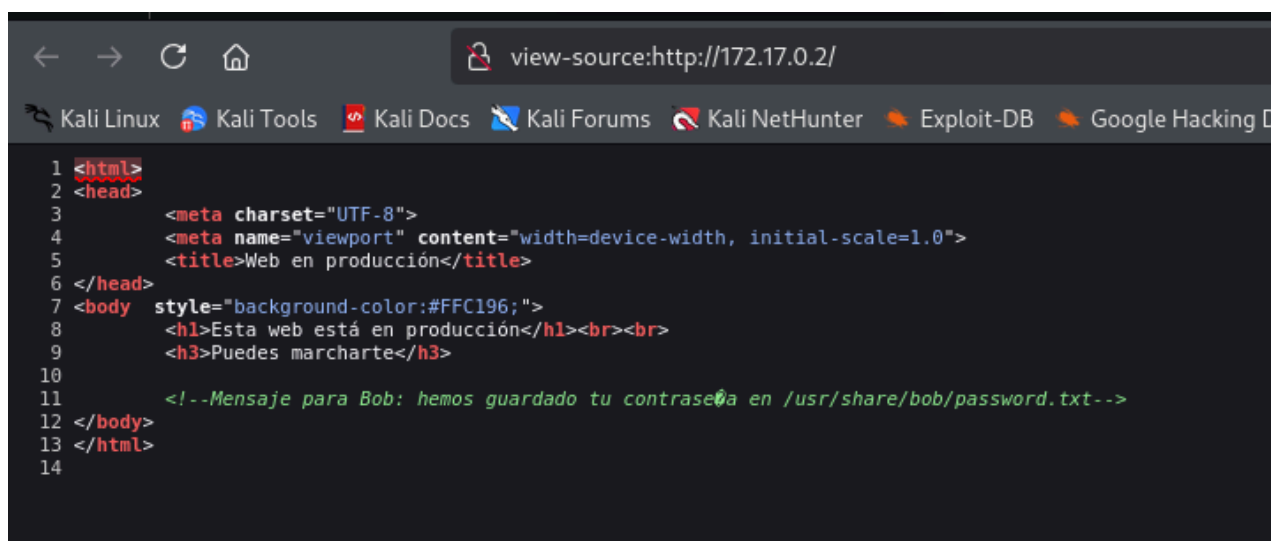 view-source:http://172.17.0.2/
Kali Linux Kali Tools Kali Docs Kali Forums Kali NetHunter Exploit-DB Google Hacking D
1 <html>
2 <head>
3 <meta charset="UTF-8">
4 <meta name="viewport" content="width=device-width, initial-scale=1.0">
5 <title>Web en producción</title>
6 </head>
7 <body  style="background-color:#FFC196;">
8 <h1>Esta web está en producción</h1><br><br>
9 <h3>Puedes marcharte</h3>
10
11 <!--Mensaje para Bob: hemos guardado tu contrase�a en /usr/share/bob/password.txt-->
12 </body>
13 </html>
14